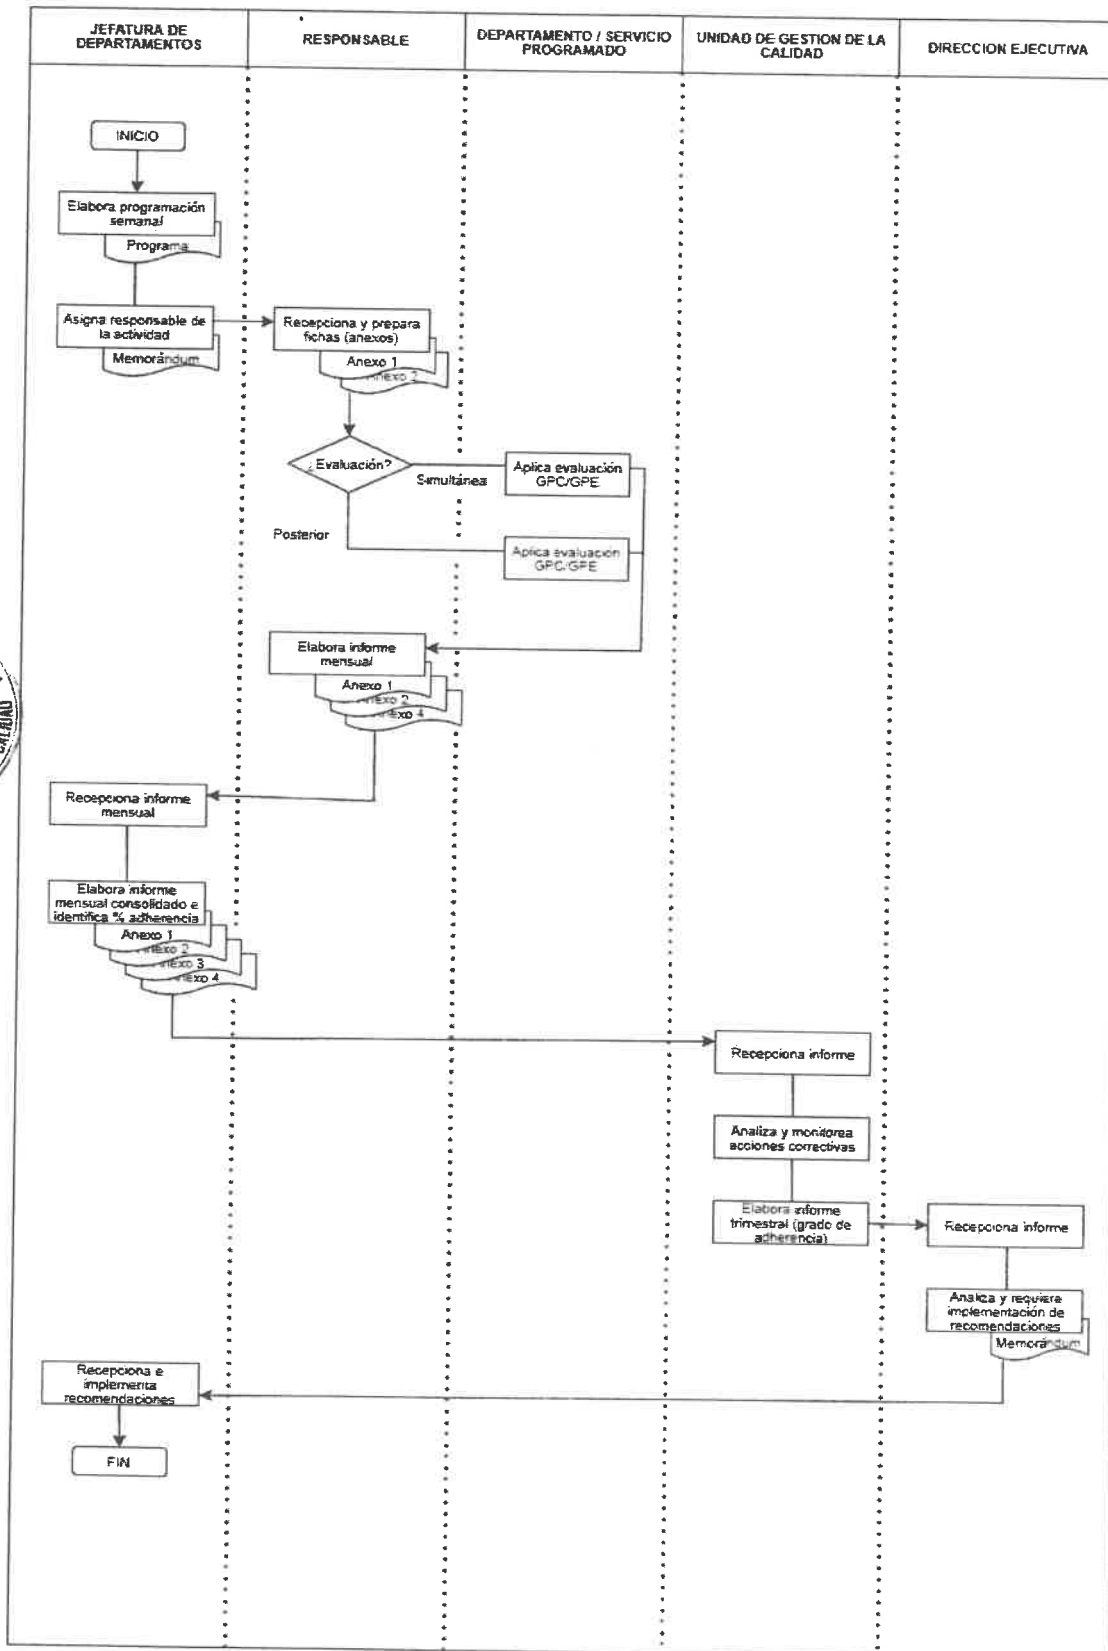 JEFATURA DE
DEPARTAMENTOS
RESPONSABLE
DEPARTAMENTO / SERVICIO
PROGRAMADO
UNIDAD DE GESTION DE LA
CALIDAD
DIRECCION EJECUTIVA
INICIO
Elabora programación
semanal
Programa
Asigna responsable de
la actividad
Memorándum
Recepciona y prepara
fichas (anexos)
Anexo 1
Anexo 2
¿Evaluación?
Simultánea
Aplica evaluación
GPC/GPE
Posterior
Aplica evaluación
GPC/GPE
Elabora informe
mensual
Anexo 1
Anexo 2
Anexo 4
CALIDAD
Recepciona informe
mensual
Elabora informe
mensual consolidado e
identifica % adherencia
Anexo 1
Anexo 2
Anexo 3
Anexo 4
Recepciona informe
Analiza y monitorea
acciones correctivas
Elabora informe
trimestral (grado de
adherencia)
Recepciona informe
Analiza y requiere
implementación de
recomendaciones
Memorándum
Recepciona e
implementa
recomendaciones
FIN